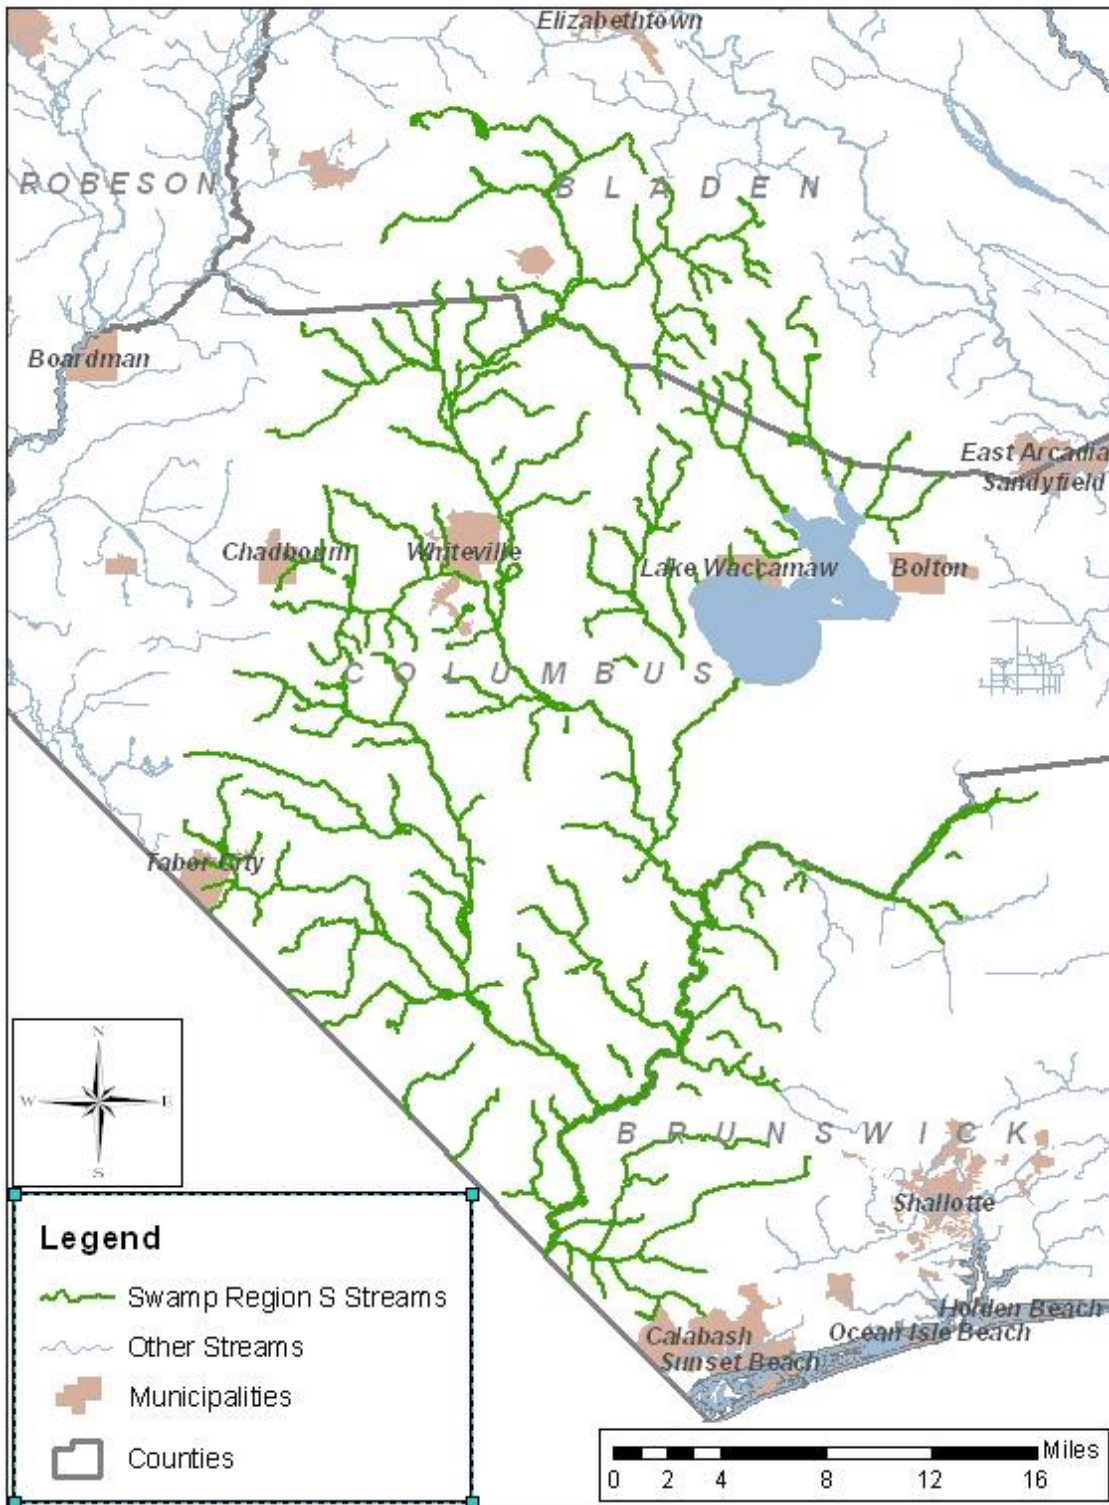 Elizabethtown
ROBESON
BLADEN
Boardman
East Arcadia
Sandyfield
Chadbourn
Whiteville
Lake Waccamaw
Bolton
COLUMBUS
Tabor City
N
W
E
S
BRUNSWICK
Shallotte
Holden Beach
Ocean Isle Beach
Calabash
Sunset Beach
Legend
Swamp Region S Streams
Other Streams
Municipalities
Counties
Miles
0 2 4 8 12 16